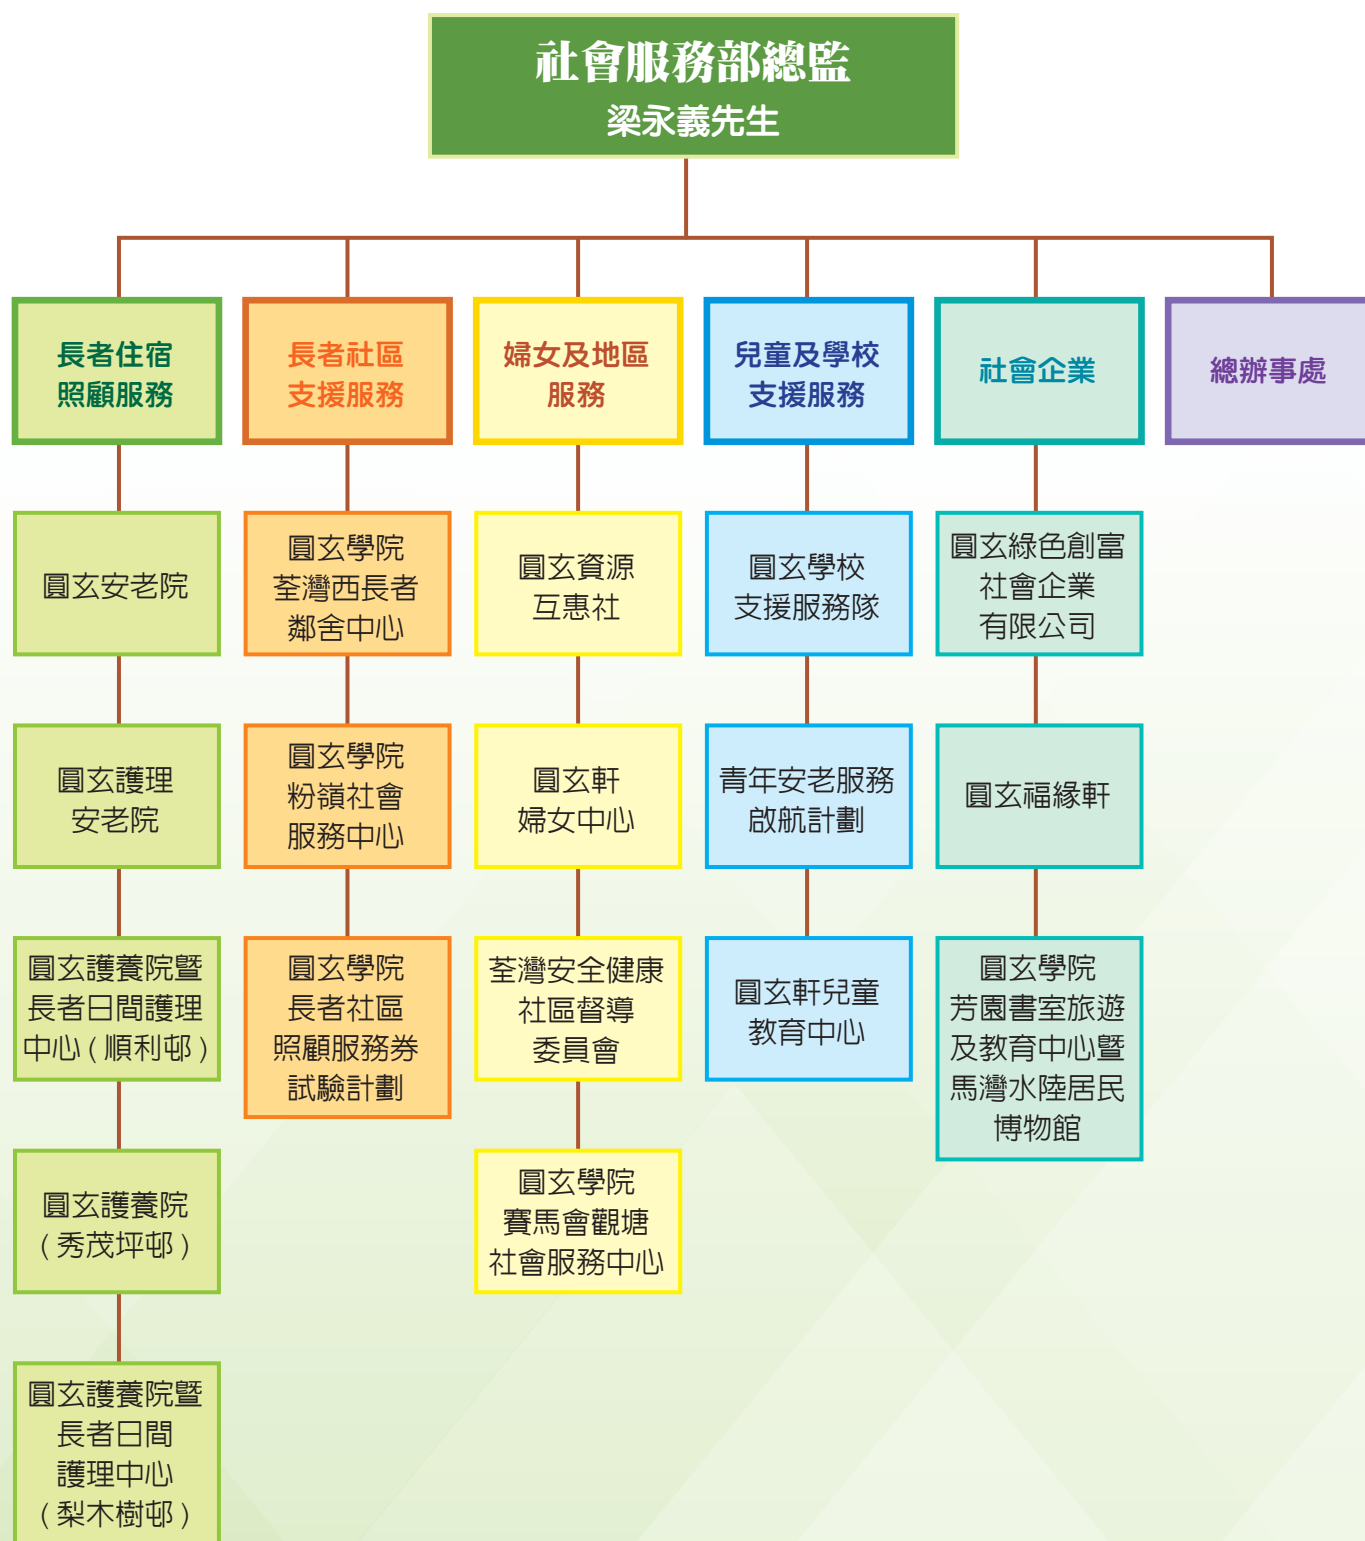 社會服務部總監
梁永義先生
長者住宿
照顧服務
長者社區
支援服務
婦女及地區
服務
兒童及學校
支援服務
社會企業
總辦事處
圓玄安老院
圓玄護理
安老院
圓玄護養院暨
長者日間護理
中心(順利邨)
圓玄護養院
(秀茂坪邨)
圓玄護養院暨
長者日間
護理中心
(梨木樹邨)
圓玄學院
荃灣西長者
鄰舍中心
圓玄學院
粉嶺社會
服務中心
圓玄學院
長者社區
照顧服務券
試驗計劃
圓玄資源
互惠社
圓玄軒
婦女中心
荃灣安全健康
社區督導
委員會
圓玄學院
賽馬會觀塘
社會服務中心
圓玄學校
支援服務隊
青年安老服務
啟航計劃
圓玄軒兒童
教育中心
圓玄綠色創富
社會企業
有限公司
圓玄福緣軒
圓玄學院
芳園書室旅遊
及教育中心暨
馬灣水陸居民
博物館